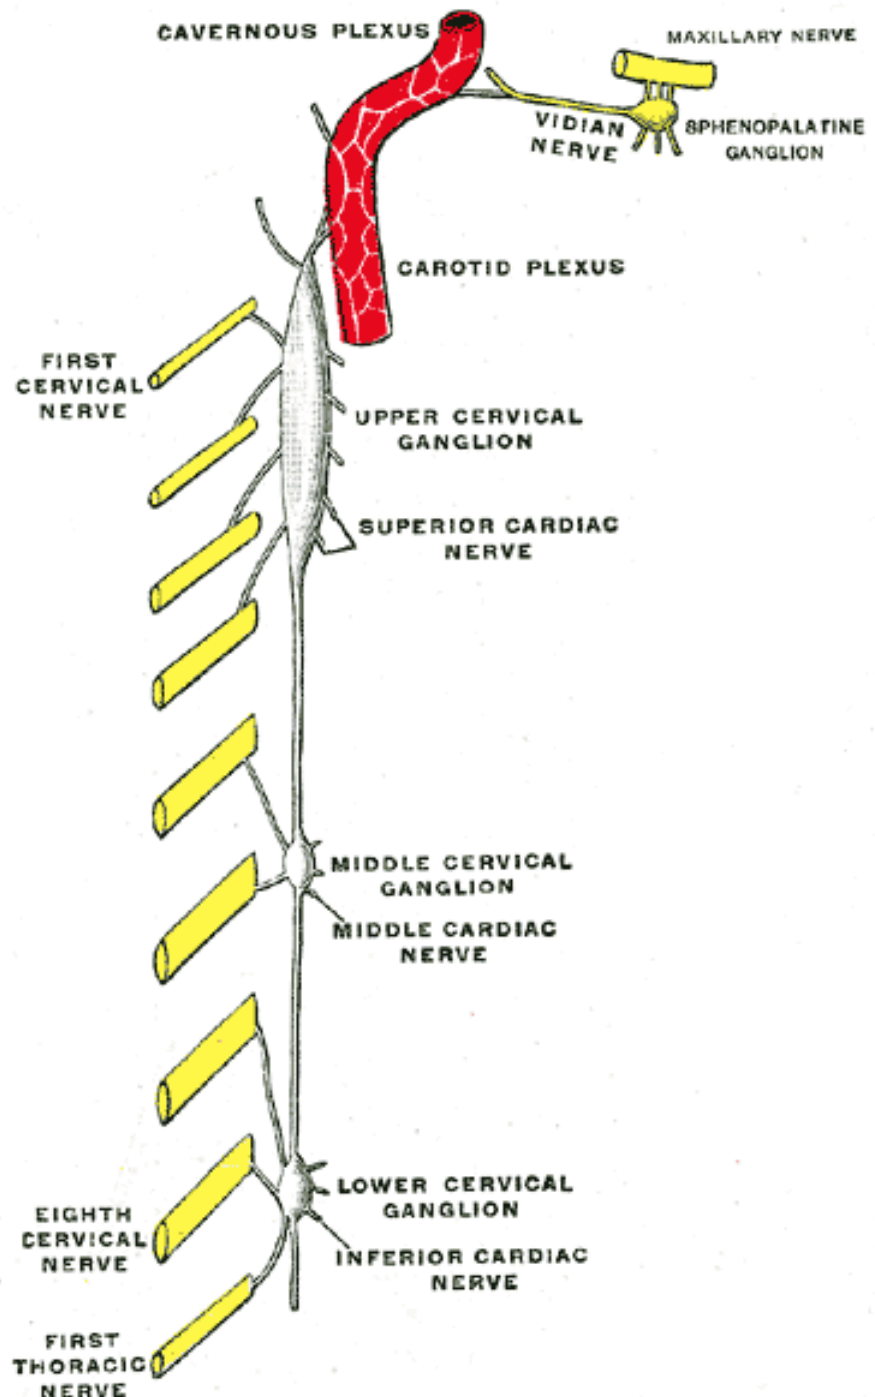 CAVERNOUS PLEXUS
MAXILLARY NERVE
VIDIAN
NERVE
SPHENOPALATINE
GANGLION
CAROTID PLEXUS
FIRST
CERVICAL
NERVE
UPPER CERVICAL
GANGLION
SUPERIOR CARDIAC
NERVE
MIDDLE CERVICAL
GANGLION
MIDDLE CARDIAC
NERVE
LOWER CERVICAL
GANGLION
EIGHTH
CERVICAL
NERVE
INFERIOR CARDIAC
NERVE
FIRST
THORACIC
NERVE